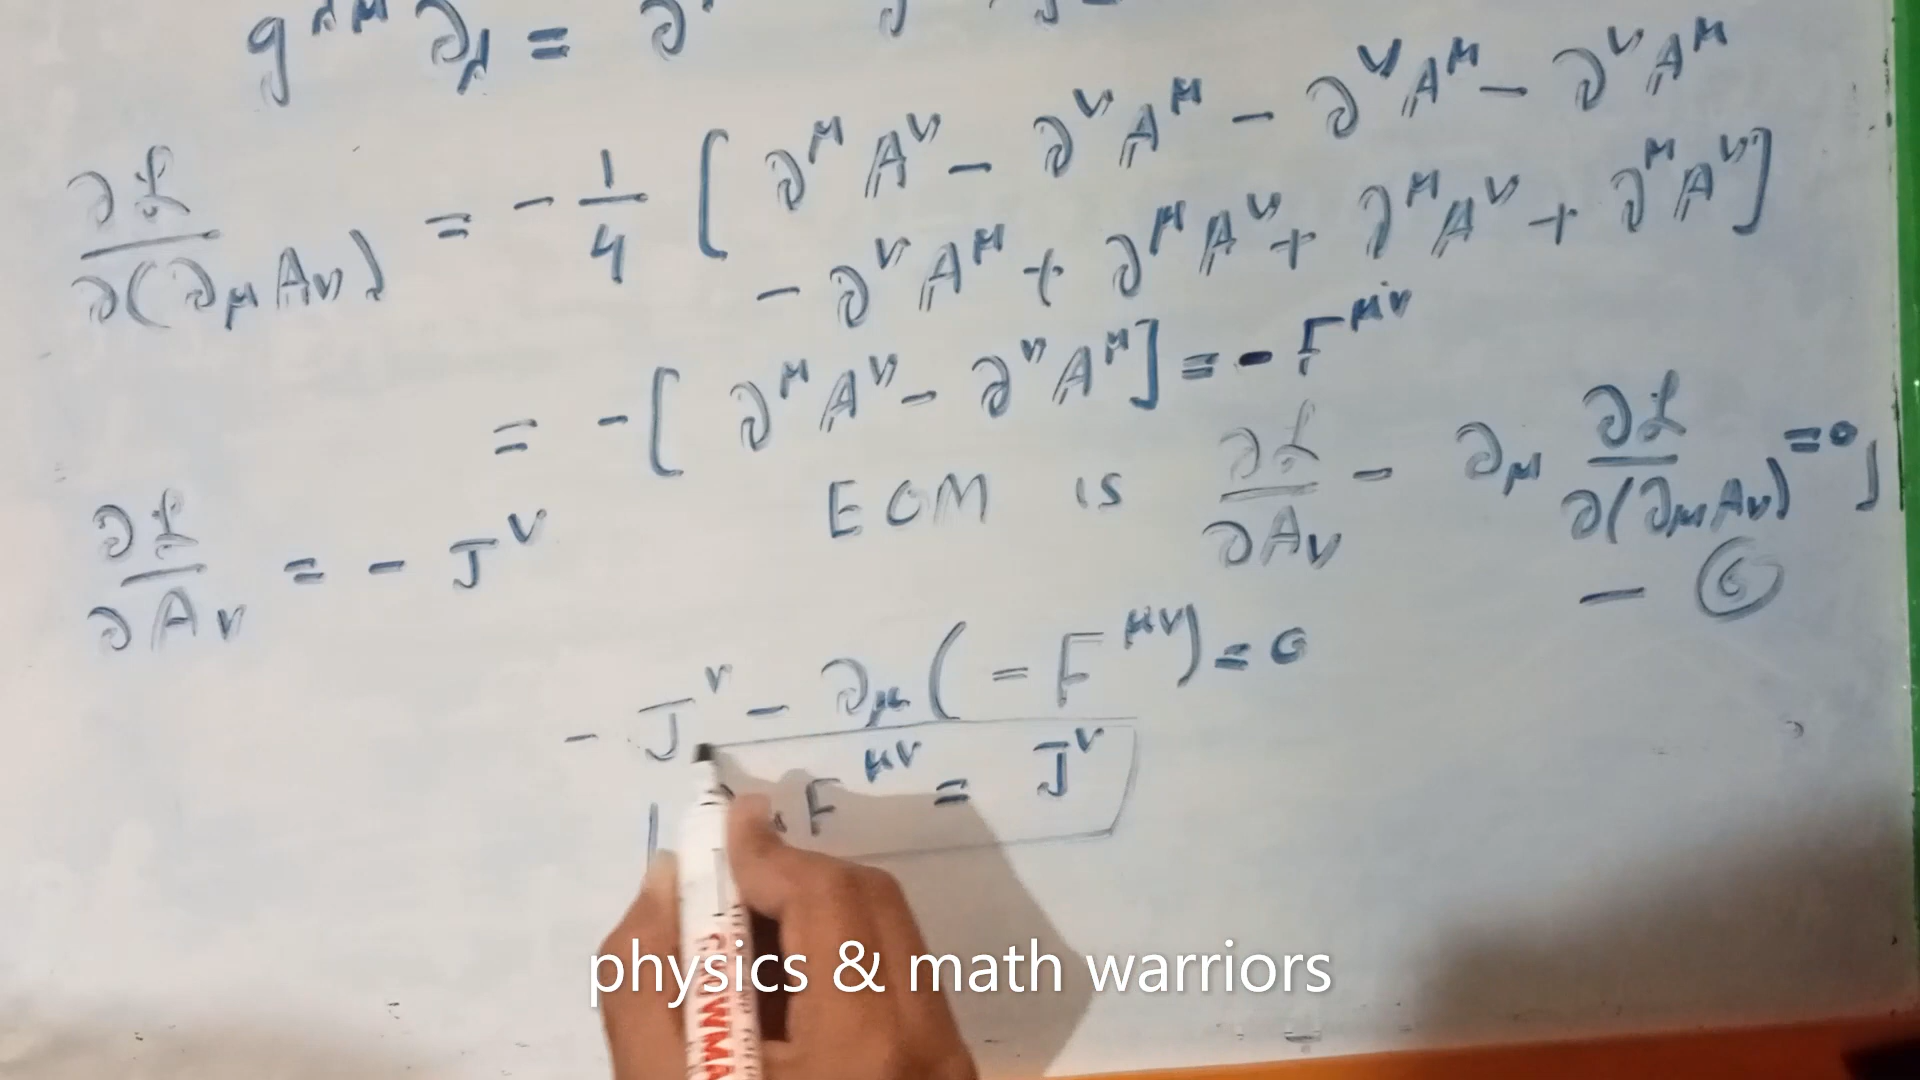 g^{λμ} ∂_μ = ∂
∂ℒ/∂(∂_μ A_ν) = - 1/4 [ ∂^μ A^ν - ∂^ν A^μ - ∂^ν A^μ - ∂^ν A^μ
- ∂^ν A^μ + ∂^μ A^ν + ∂^μ A^ν + ∂^μ A^ν ]
= - [ ∂^μ A^ν - ∂^ν A^μ ] = - F^{μν}
∂ℒ/∂A_ν = - J^ν
EOM is ∂ℒ/∂A_ν - ∂_μ ∂ℒ/∂(∂_μ A_ν) = 0
- ⑥
- J^ν - ∂_μ ( - F^{μν} ) = 0
F^{μν} = J^ν
physics & math warriors